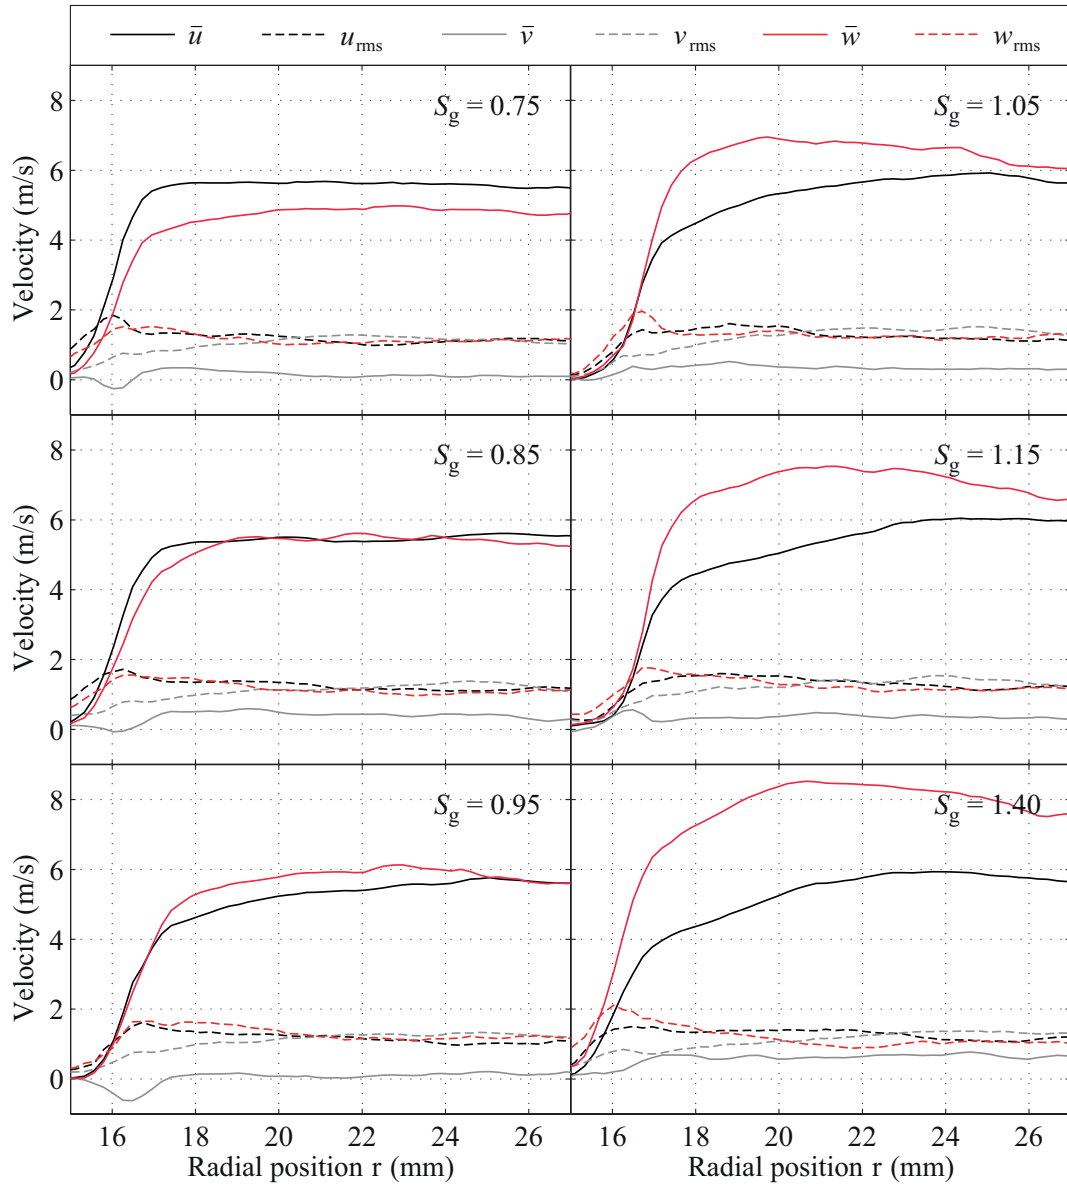 ū u_rms v̄ v_rms w̄ w_rms
Velocity (m/s)
8
6
4
2
0
S_g = 0.75
S_g = 1.05
Velocity (m/s)
8
6
4
2
0
S_g = 0.85
S_g = 1.15
Velocity (m/s)
8
6
4
2
0
S_g = 0.95
S_g = 1.40
16 18 20 22 24 26
16 18 20 22 24 26
Radial position r (mm)
Radial position r (mm)